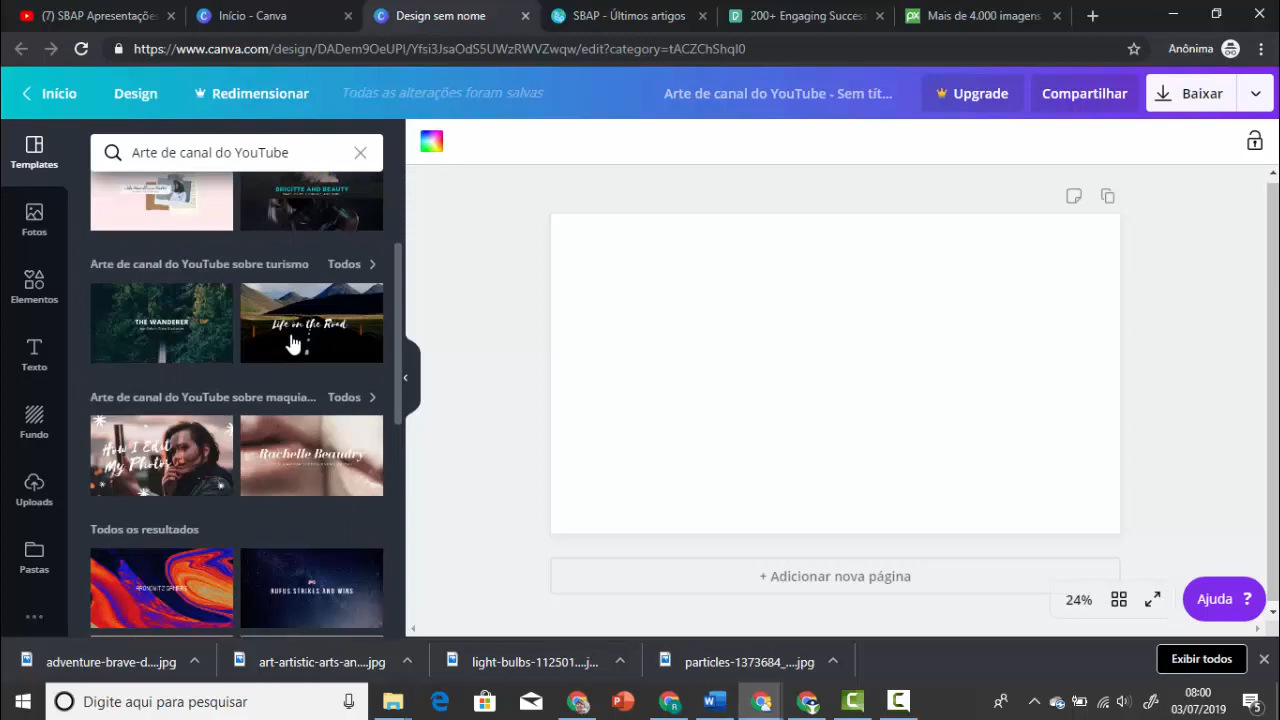 (7) SBAP Apresentaçõe
Início - Canva
Design sem nome
SBAP - Últimos artigos
200+ Engaging Success
Mais de 4.000 imagens
https://www.canva.com/design/DADem9OeUPI/Yfsi3JsaOdS5UWzRWVZwqw/edit?category=tACZChShqI0
Anônima
Início
Design
Redimensionar
Todas as alterações foram salvas
Arte de canal do YouTube - Sem tít...
Upgrade
Compartilhar
Baixar
Templates
Fotos
Elementos
Texto
Fundo
Uploads
Pastas
Arte de canal do YouTube
BRIGITTE AND BEAUTY
Arte de canal do YouTube sobre turismo
Todos
THE WANDERER
Life on the Road
Arte de canal do YouTube sobre maquia...
Todos
How I Edit
My Photos
Rachelle Beaudry
Todos os resultados
ARONOWITZ GAMERS
RUFUS STRIKES AND WINS
+ Adicionar nova página
24%
Ajuda ?
adventure-brave-d....jpg
art-artistic-arts-an....jpg
light-bulbs-112501....jpg
particles-1373684_....jpg
Exibir todos
Digite aqui para pesquisar
08:00
03/07/2019
5